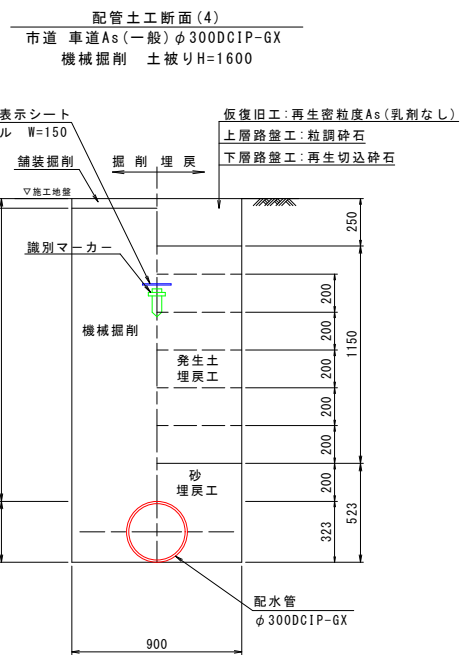 配管土工断面(4)
市道 車道As(一般)φ300DCIP-GX
機械掘削 土被りH=1600
表示シート
ル W=150
仮復旧工:再生密粒度As(乳剤なし)
上層路盤工:粒調砕石
下層路盤工:再生切込砕石
舗装掘削
掘削 埋戻
▽施工地盤
250
識別マーカー
機械掘削
200
200
1150
発生土
埋戻工
200
200
200
砂
埋戻工
200
523
323
配水管
φ300DCIP-GX
900